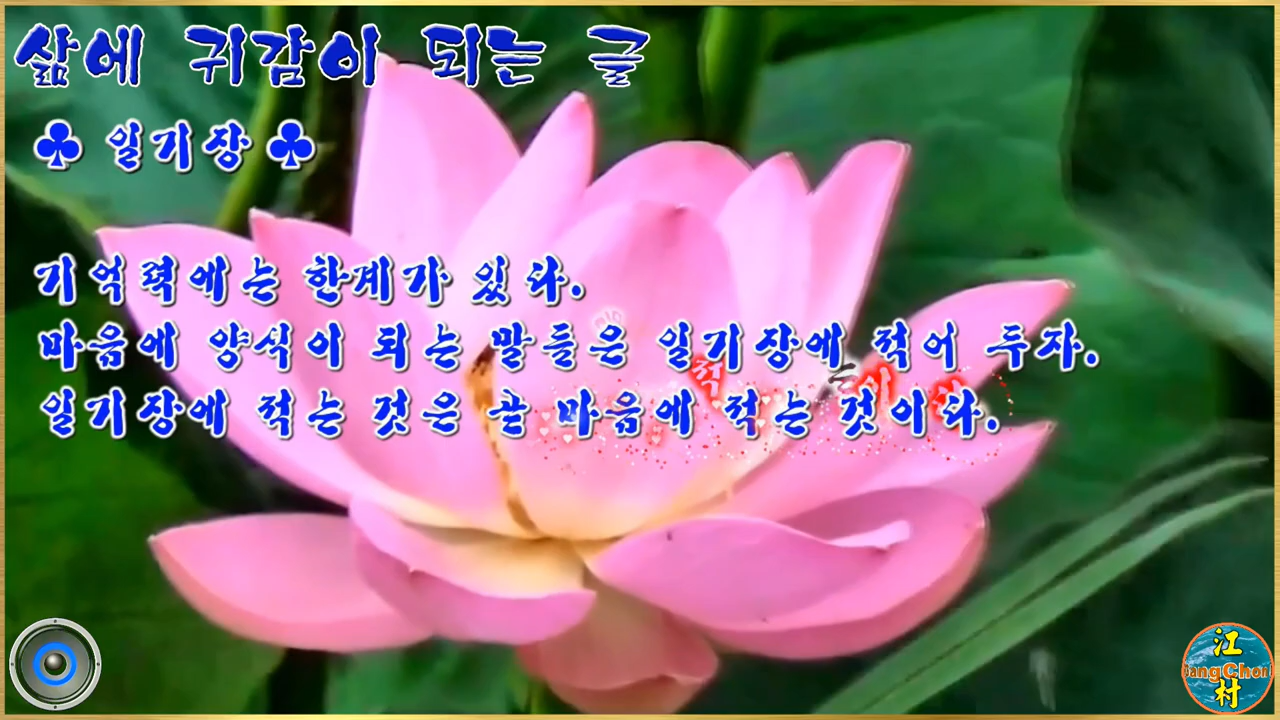 삶에 귀감이 되는 글
♣ 일기장 ♣
기억력에는 한계가 있다.
마음에 양식이 되는 말들은 일기장에 적어 두자.
일기장에 적는 것은 곧 마음에 적는 것이다.
江
村